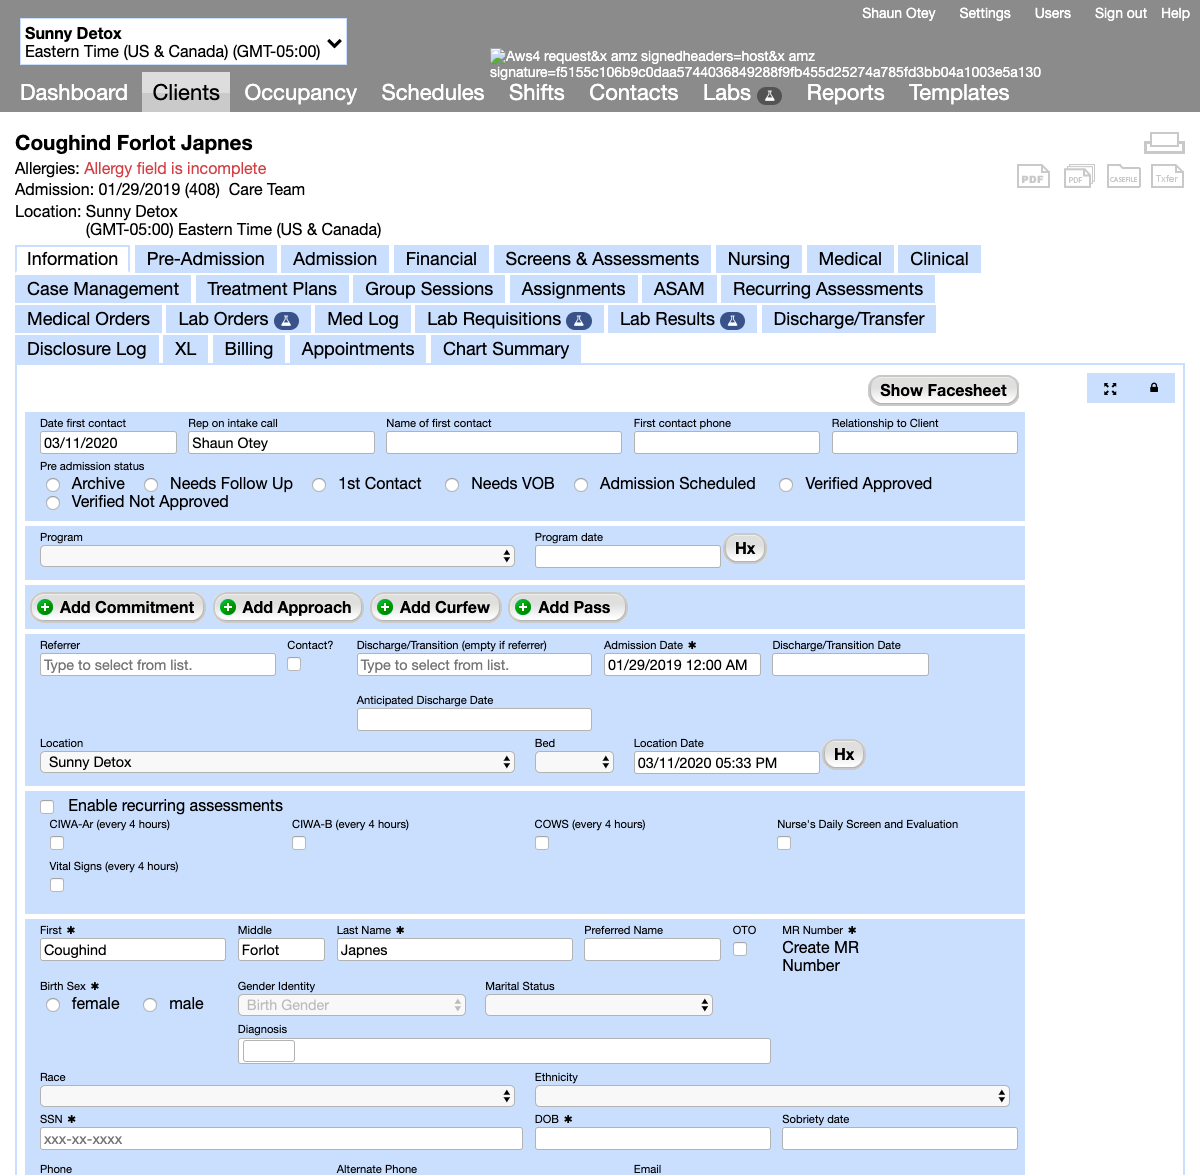 Shaun Otey Settings Users Sign out Help
Sunny Detox
Eastern Time (US & Canada) (GMT-05:00)
Aws4 request&x amz signedheaders=host&x amz
signature=f5155c106b9c0daa5744036849288f9fb455d25274a785fd3bb04a1003e5a130
Dashboard Clients Occupancy Schedules Shifts Contacts Labs Reports Templates
Coughind Forlot Japnes
Allergies: Allergy field is incomplete
Admission: 01/29/2019 (408) Care Team
PDF PDF CASEFILE Txfer
Location: Sunny Detox
(GMT-05:00) Eastern Time (US & Canada)
Information Pre-Admission Admission Financial Screens & Assessments Nursing Medical Clinical
Case Management Treatment Plans Group Sessions Assignments ASAM Recurring Assessments
Medical Orders Lab Orders Med Log Lab Requisitions Lab Results Discharge/Transfer
Disclosure Log XL Billing Appointments Chart Summary
Show Facesheet
Date first contact Rep on intake call Name of first contact First contact phone Relationship to Client
03/11/2020 Shaun Otey
Pre admission status
Archive Needs Follow Up 1st Contact Needs VOB Admission Scheduled Verified Approved
Verified Not Approved
Program Program date
Hx
Add Commitment Add Approach Add Curfew Add Pass
Referrer Contact? Discharge/Transition (empty if referrer) Admission Date ✱ Discharge/Transition Date
Type to select from list. Type to select from list. 01/29/2019 12:00 AM
Anticipated Discharge Date
Location Bed Location Date
Sunny Detox 03/11/2020 05:33 PM Hx
Enable recurring assessments
CIWA-Ar (every 4 hours) CIWA-B (every 4 hours) COWS (every 4 hours) Nurse's Daily Screen and Evaluation
Vital Signs (every 4 hours)
First ✱ Middle Last Name ✱ Preferred Name OTO MR Number ✱
Coughind Forlot Japnes Create MR
Number
Birth Sex ✱ Gender Identity Marital Status
female male Birth Gender
Diagnosis
Race Ethnicity
SSN ✱ DOB ✱ Sobriety date
xxx-xx-xxxx
Phone Alternate Phone Email